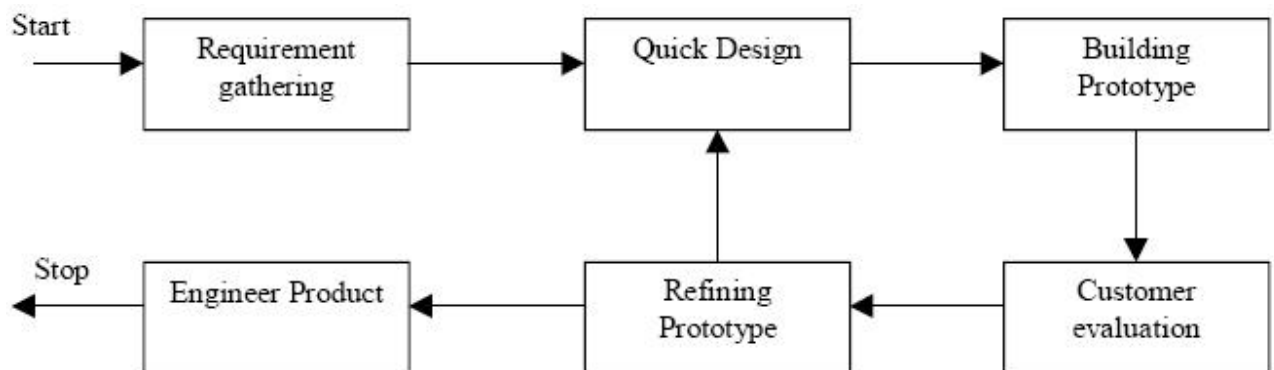 Start
Requirement
gathering
Quick Design
Building
Prototype
Stop
Engineer Product
Refining
Prototype
Customer
evaluation